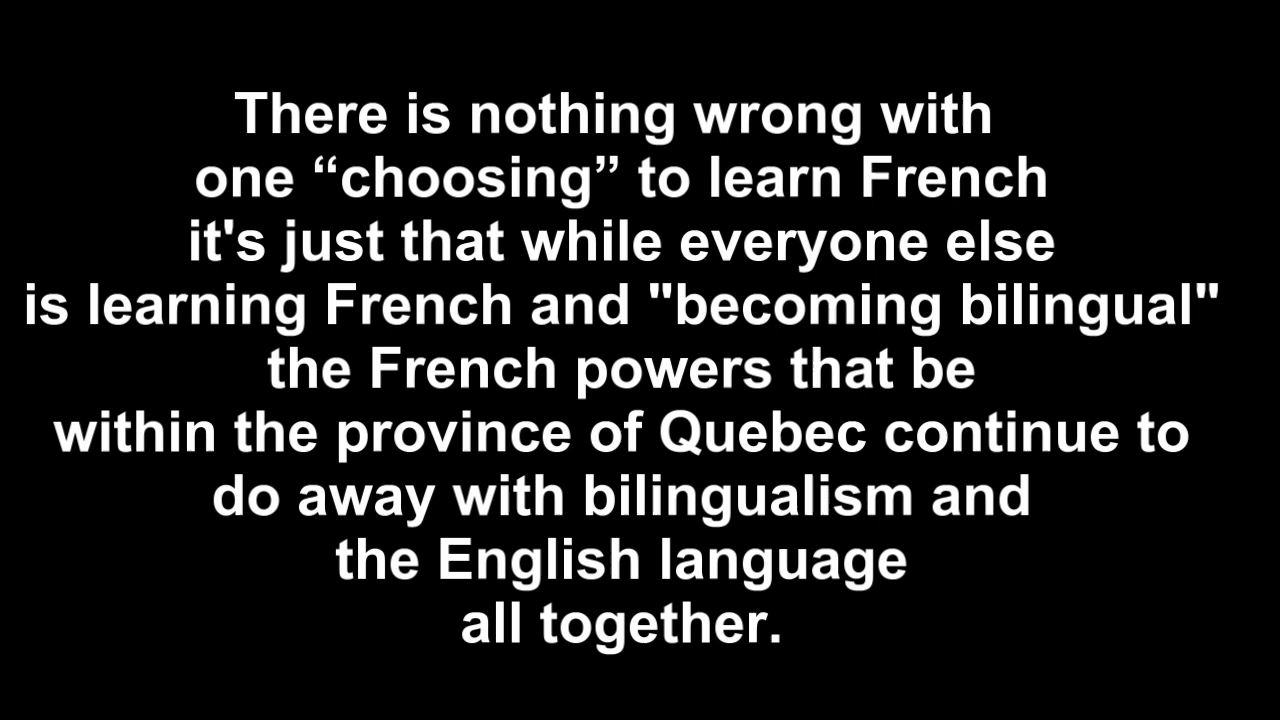 There is nothing wrong with
one “choosing” to learn French
it's just that while everyone else
is learning French and "becoming bilingual"
the French powers that be
within the province of Quebec continue to
do away with bilingualism and
the English language
all together.